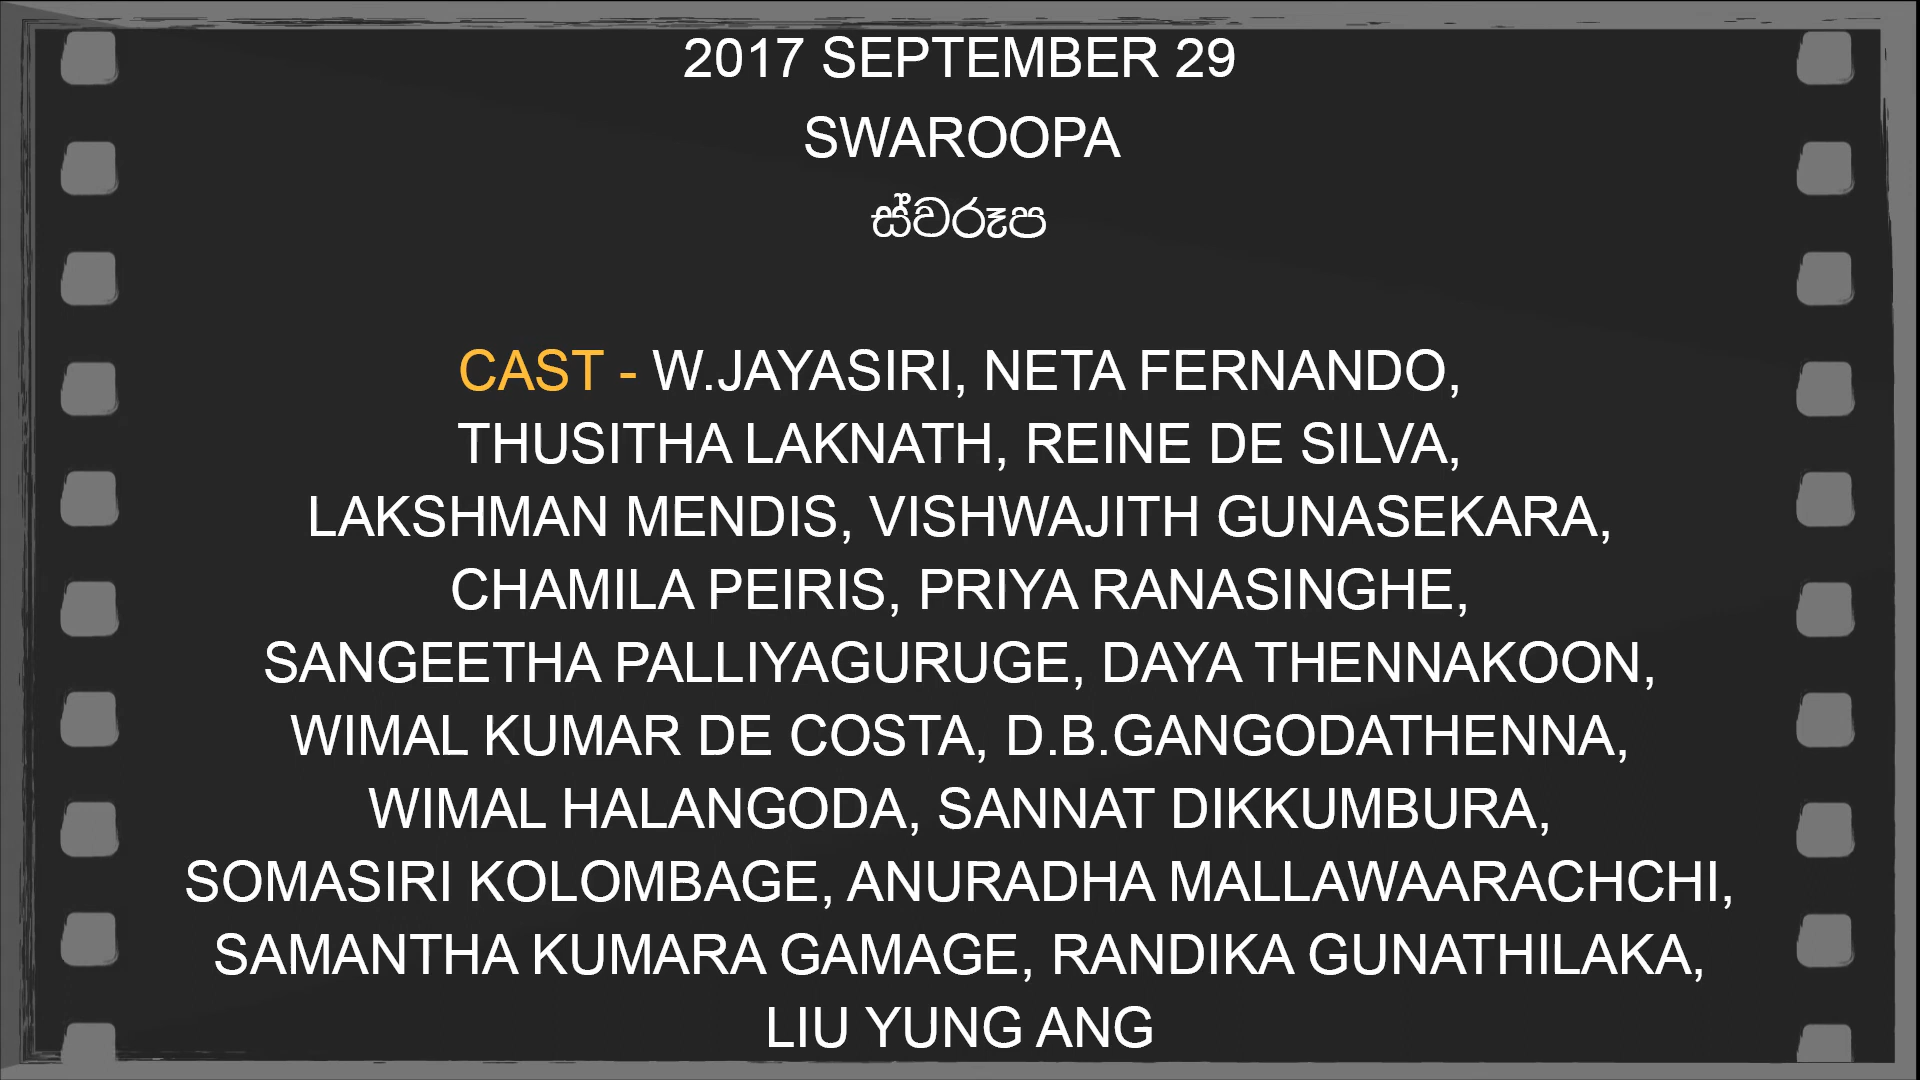 2017 SEPTEMBER 29
SWAROOPA
ස්වරූප
CAST - W.JAYASIRI, NETA FERNANDO,
THUSITHA LAKNATH, REINE DE SILVA,
LAKSHMAN MENDIS, VISHWAJITH GUNASEKARA,
CHAMILA PEIRIS, PRIYA RANASINGHE,
SANGEETHA PALLIYAGURUGE, DAYA THENNAKOON,
WIMAL KUMAR DE COSTA, D.B.GANGODATHENNA,
WIMAL HALANGODA, SANNAT DIKKUMBURA,
SOMASIRI KOLOMBAGE, ANURADHA MALLAWAARACHCHI,
SAMANTHA KUMARA GAMAGE, RANDIKA GUNATHILAKA,
LIU YUNG ANG